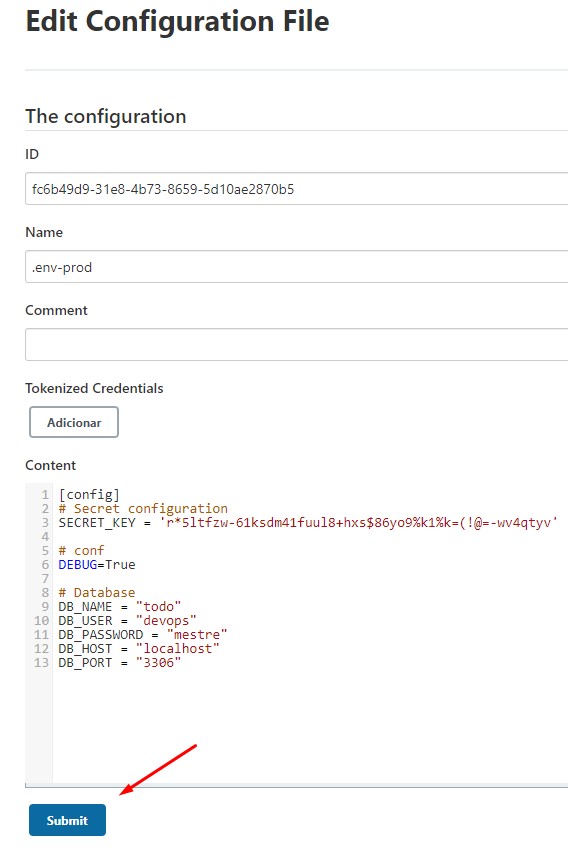 Edit Configuration File
The configuration
ID
fc6b49d9-31e8-4b73-8659-5d10ae2870b5
Name
.env-prod
Comment
Tokenized Credentials
Adicionar
Content
1 [config]
2 # Secret configuration
3 SECRET_KEY = 'r*5ltfzw-61ksdm41fuul8+hxs$86yo9%k1%k=(!@=-wv4qtyv'
4
5 # conf
6 DEBUG=True
7
8 # Database
9 DB_NAME = "todo"
10 DB_USER = "devops"
11 DB_PASSWORD = "mestre"
12 DB_HOST = "localhost"
13 DB_PORT = "3306"
Submit